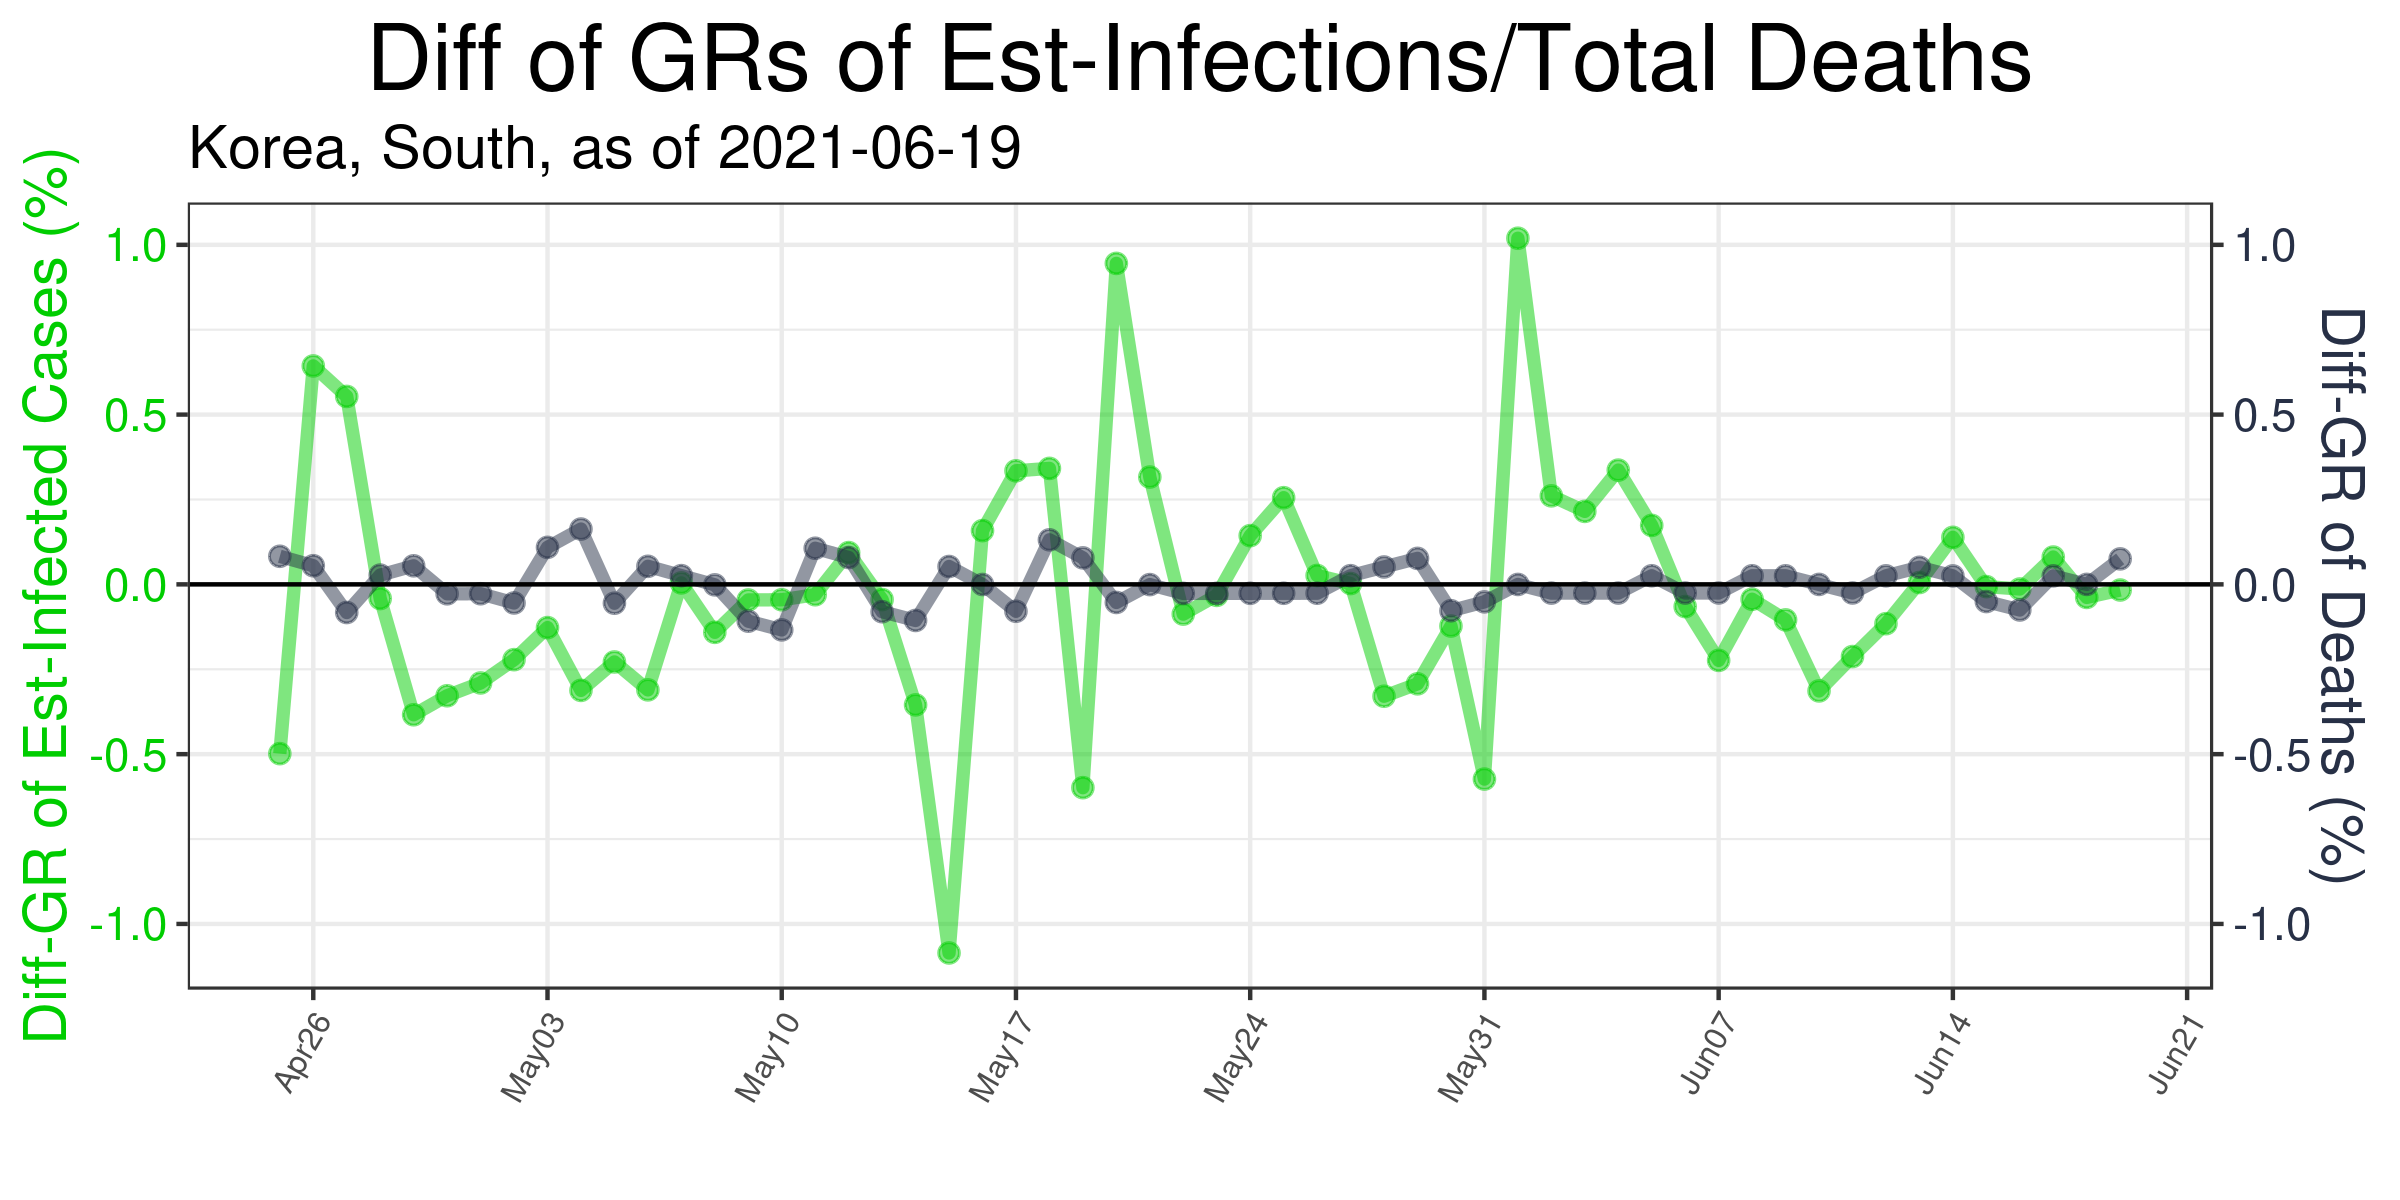 Diff of GRs of Est-Infections/Total Deaths
Korea, South, as of 2021-06-19
Diff-GR of Est-Infected Cases (%)
1.0
0.5
0.0
-0.5
-1.0
1.0
0.5
0.0
-0.5
-1.0
Diff-GR of Deaths (%)
Apr26
May03
May10
May17
May24
May31
Jun07
Jun14
Jun21